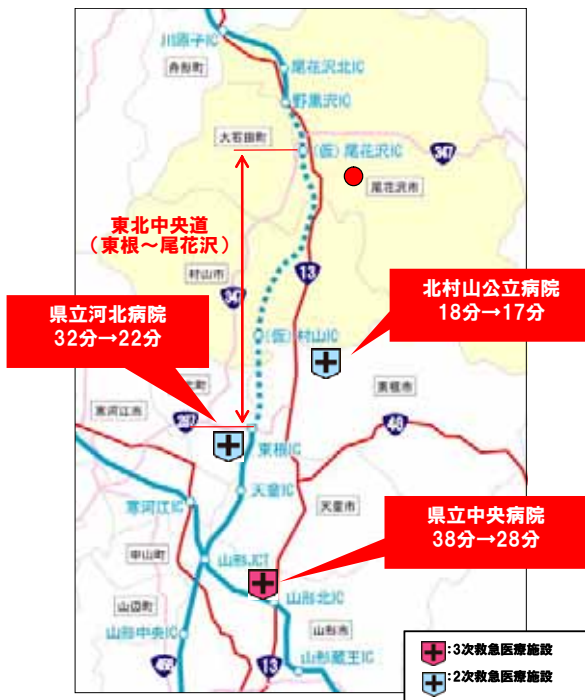 川原子IC
舟形町
尾花沢北IC
野黒沢IC
大石田町
(仮)尾花沢IC
347
尾花沢市
東北中央道
(東根～尾花沢)
13
村山市
347
北村山公立病院
18分→17分
県立河北病院
32分→22分
(仮)村山IC
東根市
寒河江市
287
48
東根IC
天童IC
天童市
寒河江IC
県立中央病院
38分→28分
中山町
山形JCT
山形北IC
山辺町
山形市
山形中央IC
山形蔵王IC
13
:3次救急医療施設
:2次救急医療施設